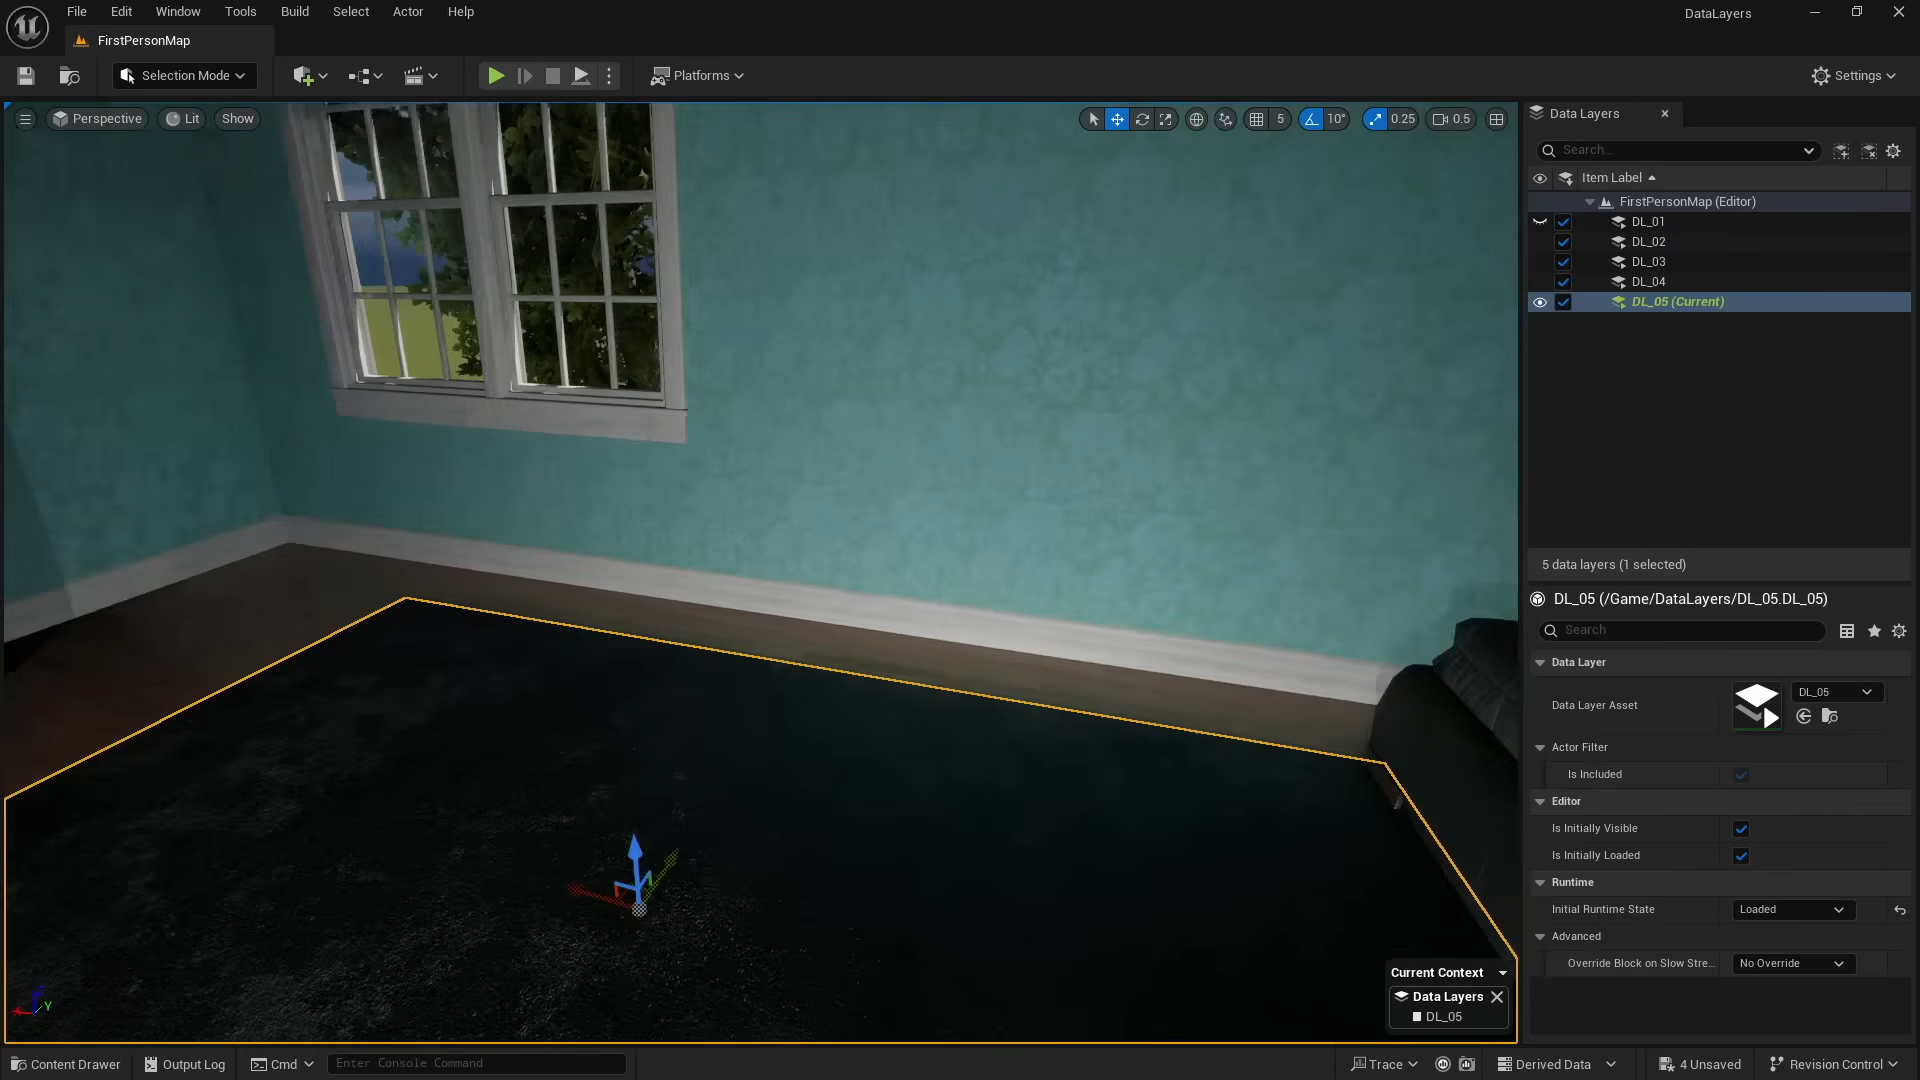 File Edit Window Tools Build Select Actor Help
DataLayers
FirstPersonMap
Selection Mode
Platforms
Settings
Perspective Lit Show
5 10° 0.25 0.5
Data Layers
Search...
Item Label
FirstPersonMap (Editor)
DL_01
DL_02
DL_03
DL_04
DL_05 (Current)
5 data layers (1 selected)
DL_05 (/Game/DataLayers/DL_05.DL_05)
Search
Data Layer
Data Layer Asset
DL_05
Actor Filter
Is Included
Editor
Is Initially Visible
Is Initially Loaded
Runtime
Initial Runtime State Loaded
Advanced
Override Block on Slow Stre... No Override
Current Context
Data Layers
DL_05
Y
Content Drawer Output Log Cmd Enter Console Command
Trace Derived Data 4 Unsaved Revision Control